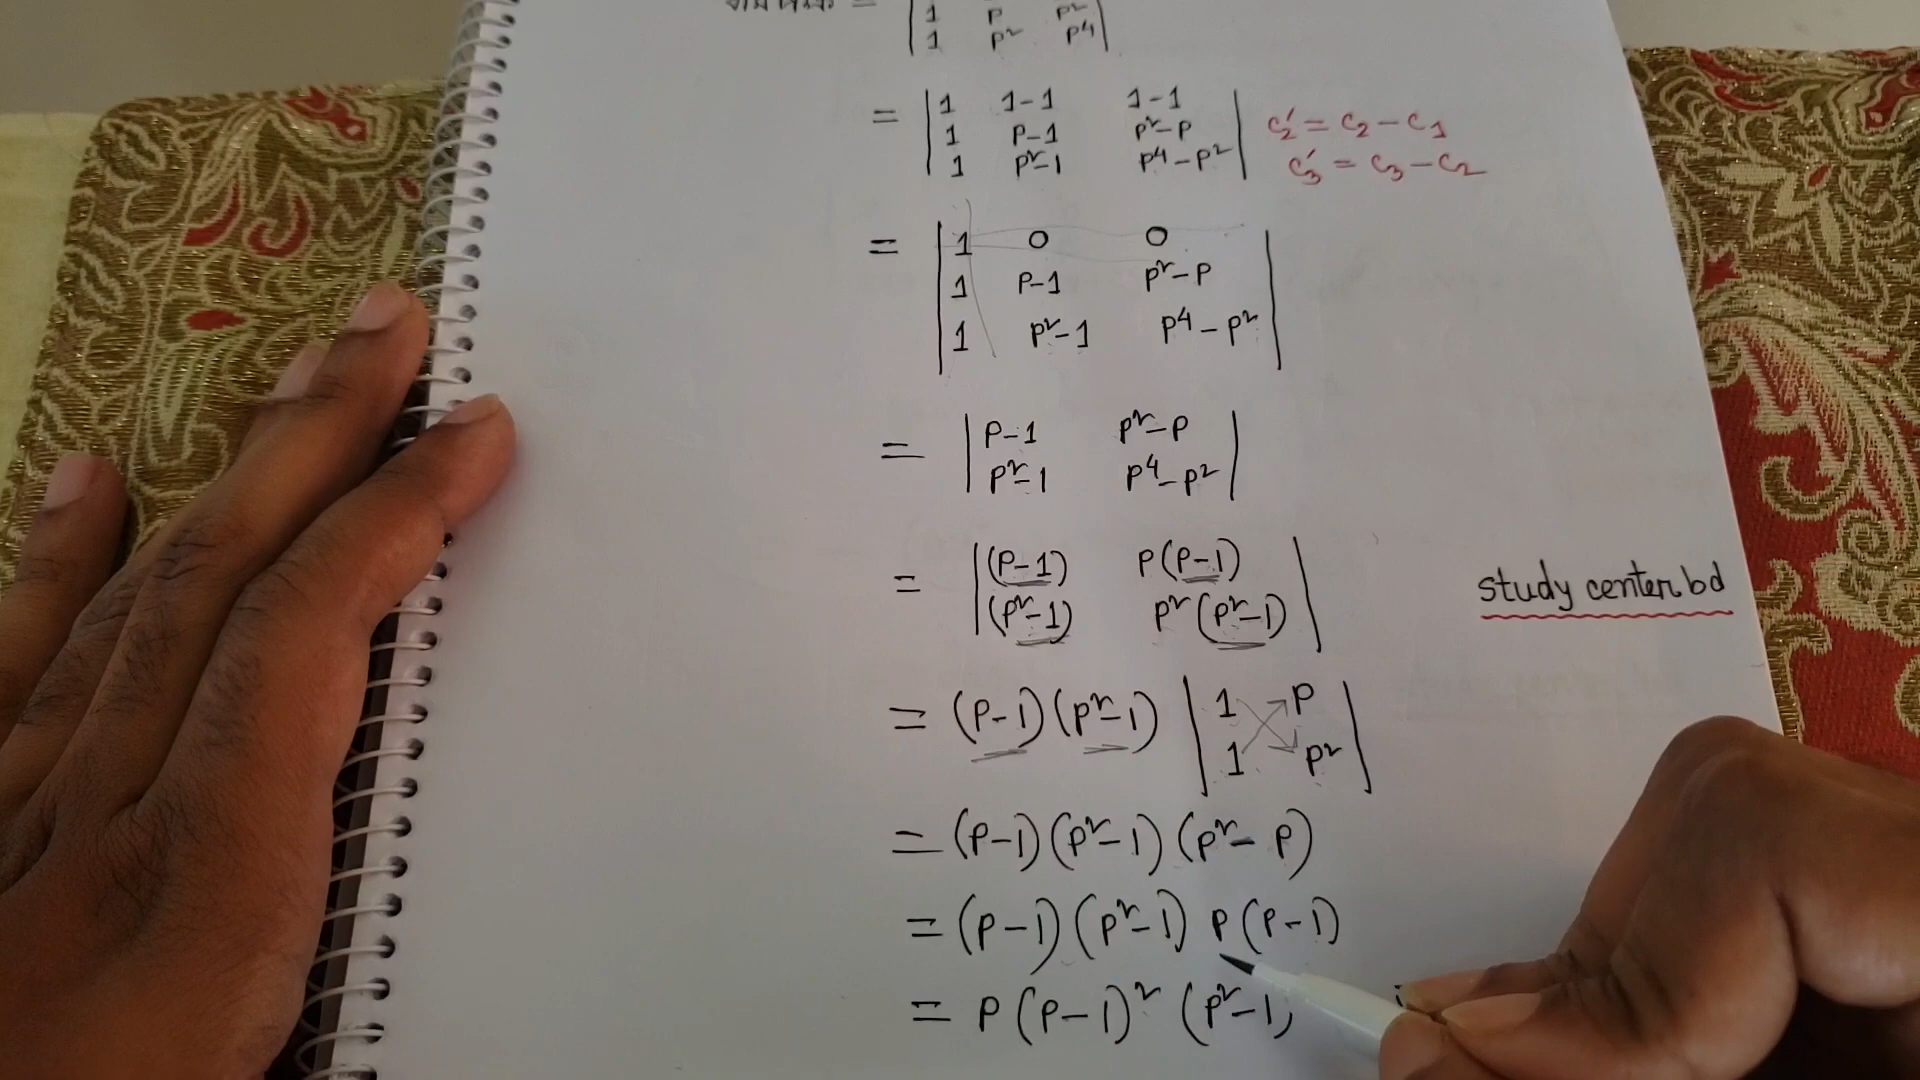 = | 1 p p² |
| 1 p² p⁴ |
= | 1 1-1 1-1 | c₂′ = c₂ - c₁
| 1 p-1 p²-p | c₃′ = c₃ - c₂
| 1 p²-1 p⁴-p² |
= | 1 0 0 |
| 1 p-1 p²-p |
| 1 p²-1 p⁴-p² |
= | p-1 p²-p |
| p²-1 p⁴-p² |
= | (p-1) p(p-1) |
| (p²-1) p²(p²-1) |
study center bd
= (p-1)(p²-1) | 1 p |
| 1 p² |
= (p-1)(p²-1)(p²-p)
= (p-1)(p²-1) p(p-1)
= p(p-1)²(p²-1)